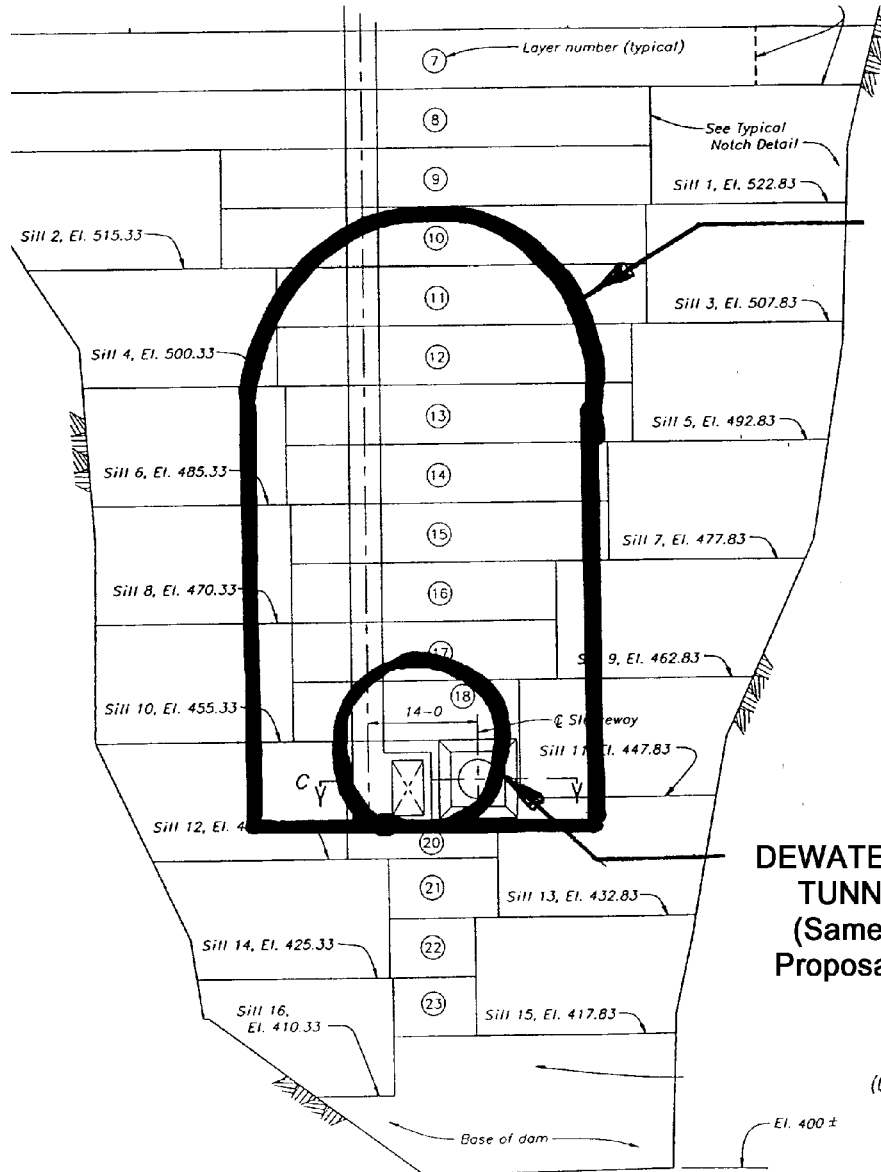 7
Layer number (typical)
8
See Typical
Notch Detail
9
Sill 1, El. 522.83
Sill 2, El. 515.33
10
11
Sill 3, El. 507.83
Sill 4, El. 500.33
12
13
Sill 5, El. 492.83
Sill 6, El. 485.33
14
15
Sill 7, El. 477.83
Sill 8, El. 470.33
16
17
9, El. 462.83
18
Sill 10, El. 455.33
14-0
℄
Sill 11, El. 447.83
C
Sill 12, El. 4
20
DEWATE
TUNN
(Same
Proposa
21
Sill 13, El. 432.83
Sill 14, El. 425.33
22
23
Sill 16,
El. 410.33
Sill 15, El. 417.83
Base of dam
El. 400 ±